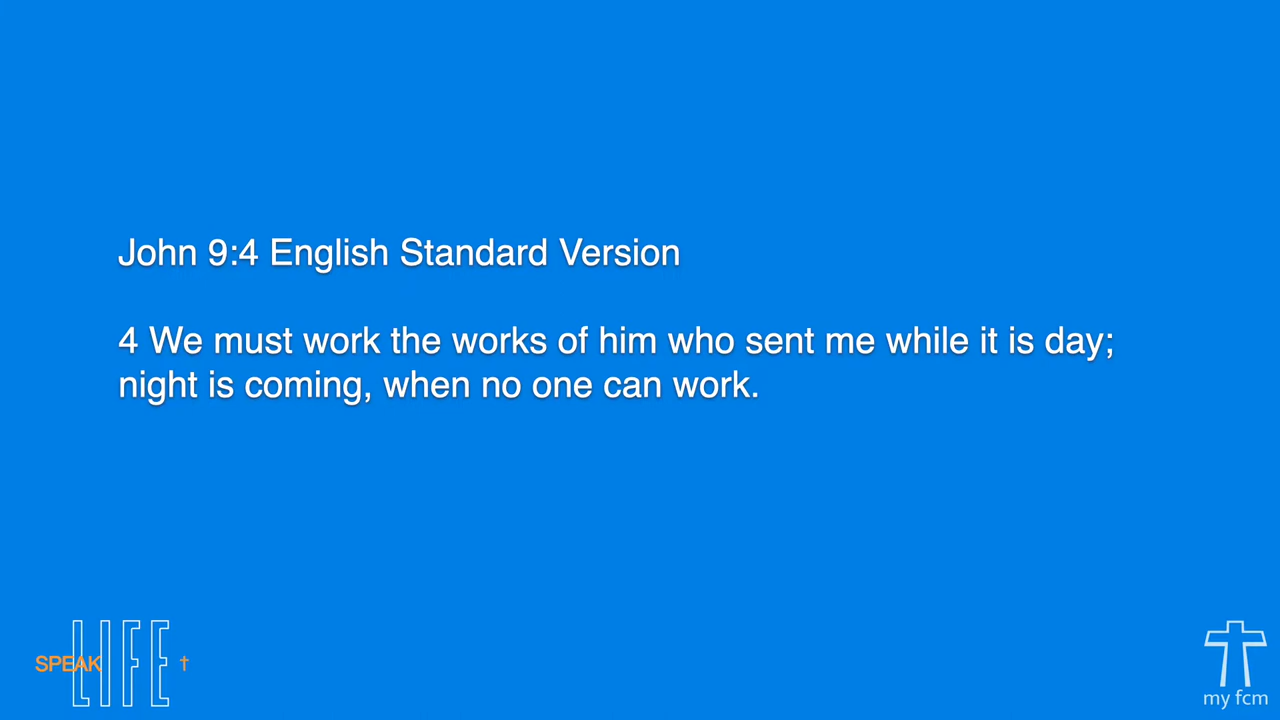 John 9:4 English Standard Version
4 We must work the works of him who sent me while it is day;
night is coming, when no one can work.
SPEAK LIFE †
my fcm